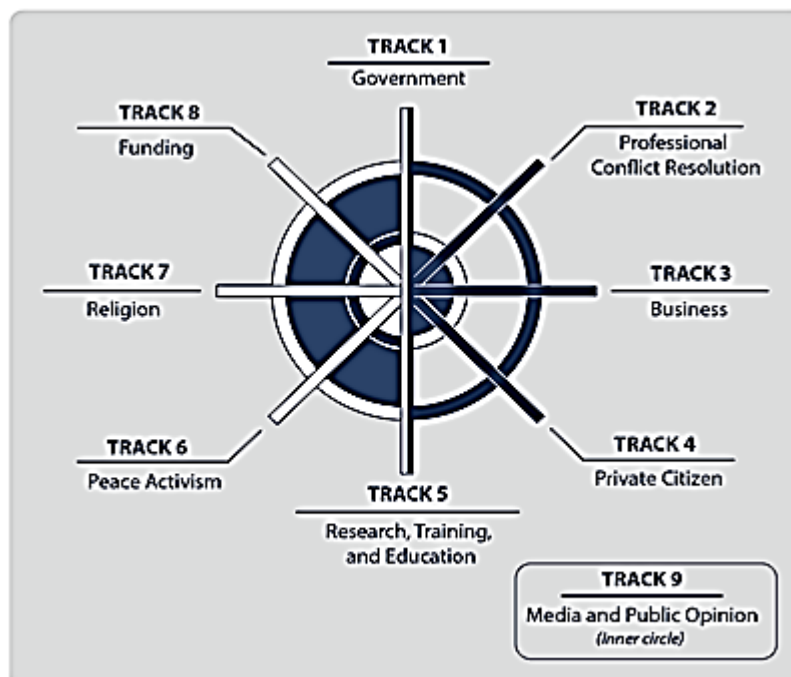 TRACK 1
Government
TRACK 8
Funding
TRACK 2
Professional
Conflict Resolution
TRACK 7
Religion
TRACK 3
Business
TRACK 6
Peace Activism
TRACK 4
Private Citizen
TRACK 5
Research, Training,
and Education
TRACK 9
Media and Public Opinion
(Inner circle)